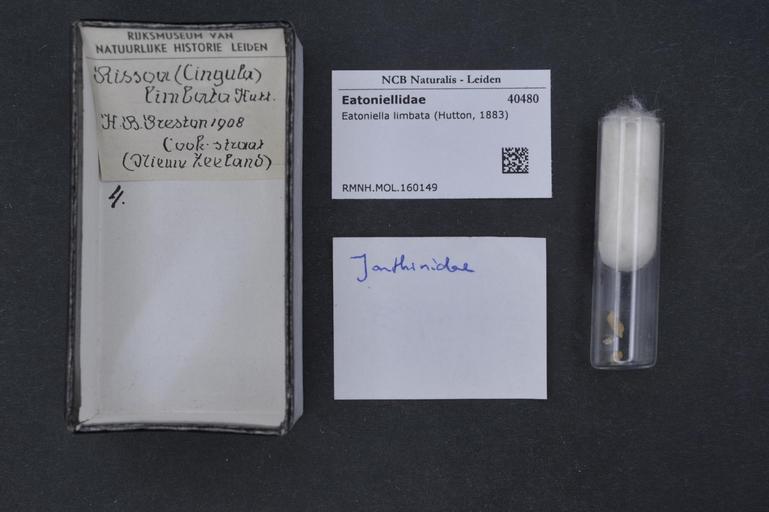 RIJKSMUSEUM VAN
NATUURLIJKE HISTORIE LEIDEN
Rissoa (Cingula)
limbata Hutt.
H.B. Preston 1908
Cook-straat
(Nieuw Zeeland)
4.
NCB Naturalis - Leiden
Eatoniellidae 40480
Eatoniella limbata (Hutton, 1883)
RMNH.MOL.160149
Janthinidae